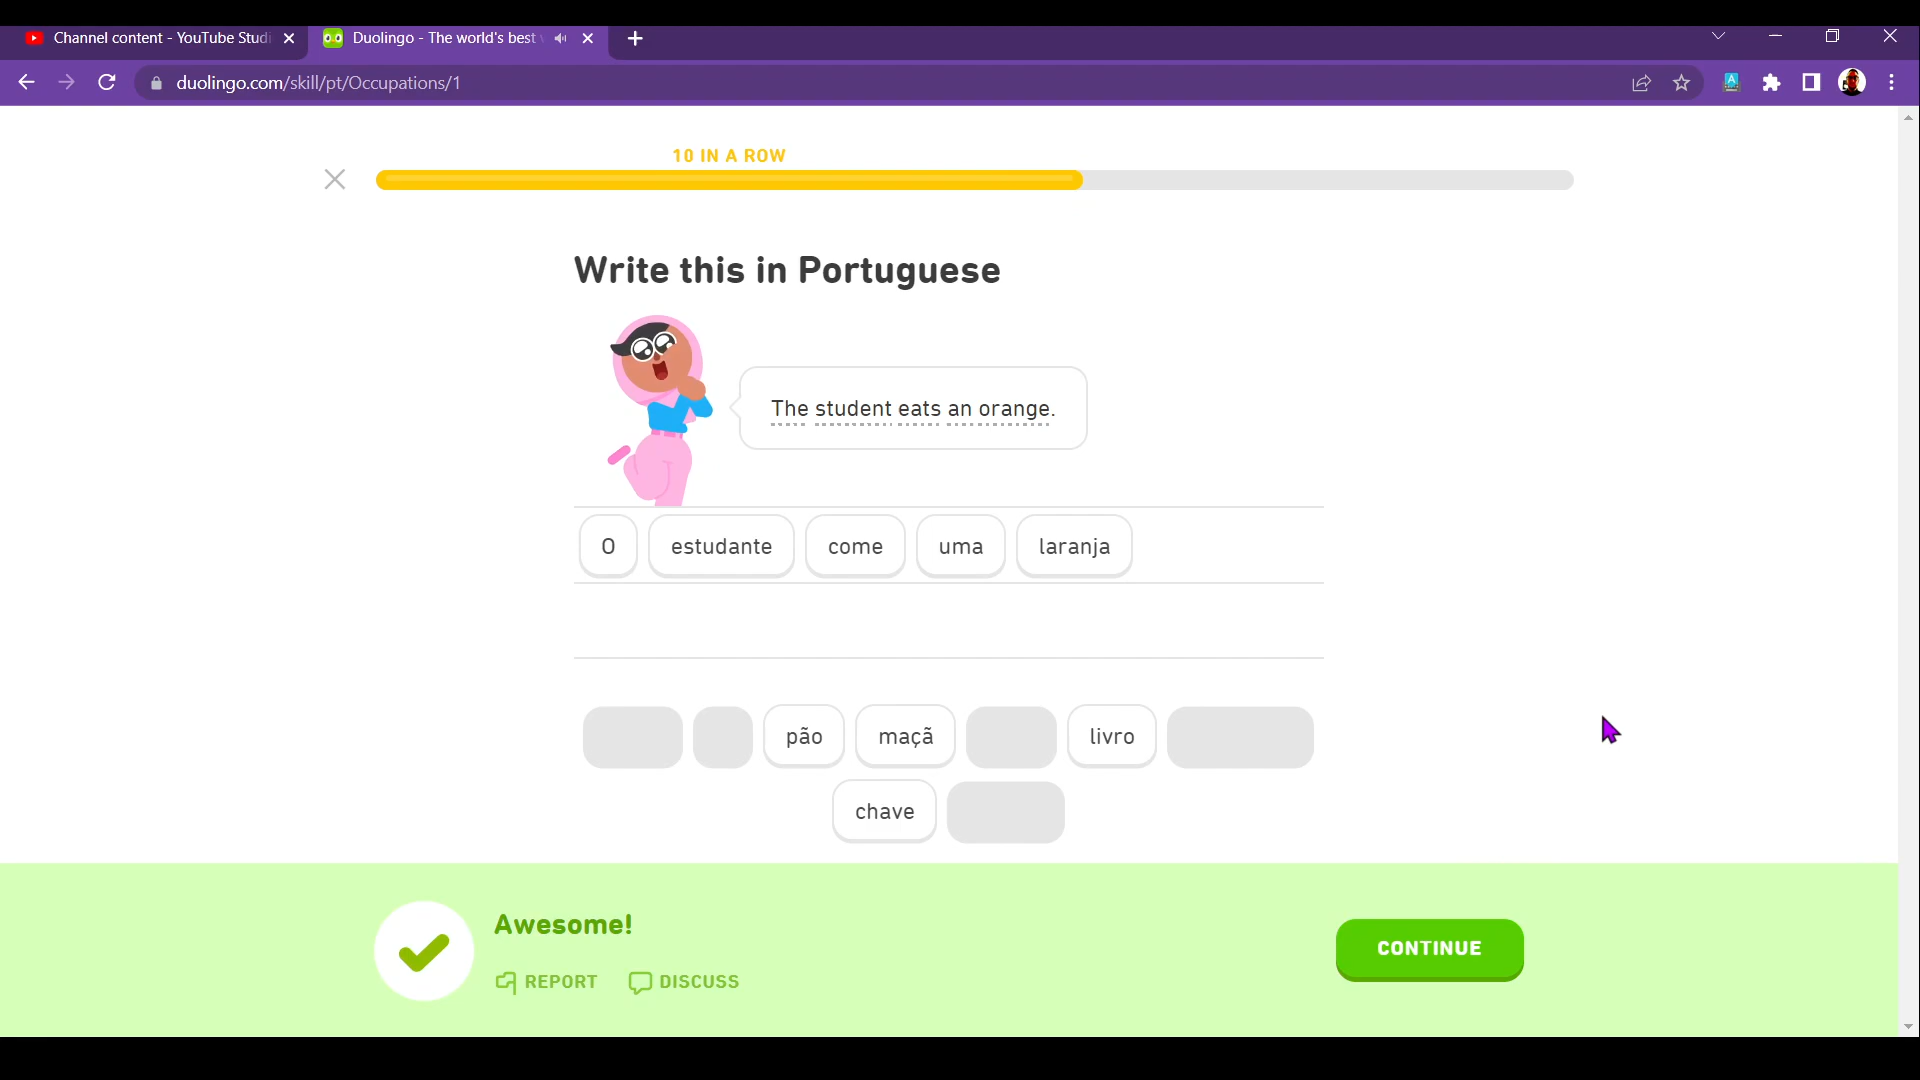 Channel content - YouTube Studi
Duolingo - The world's best
duolingo.com/skill/pt/Occupations/1
10 IN A ROW
Write this in Portuguese
The student eats an orange.
O estudante come uma laranja
pão maçã livro
chave
Awesome!
CONTINUE
REPORT DISCUSS